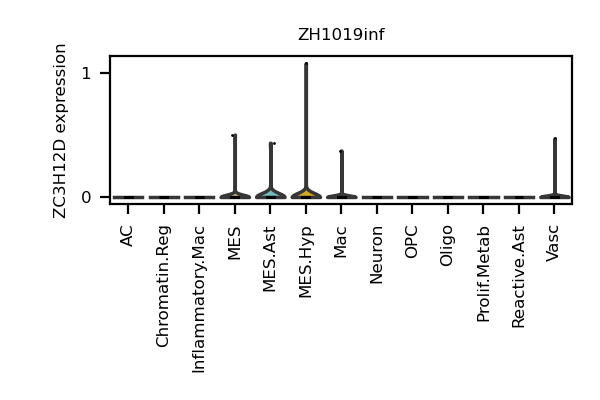 ZH1019inf
ZC3H12D expression
1
0
AC
Chromatin.Reg
Inflammatory.Mac
MES
MES.Ast
MES.Hyp
Mac
Neuron
OPC
Oligo
Prolif.Metab
Reactive.Ast
Vasc